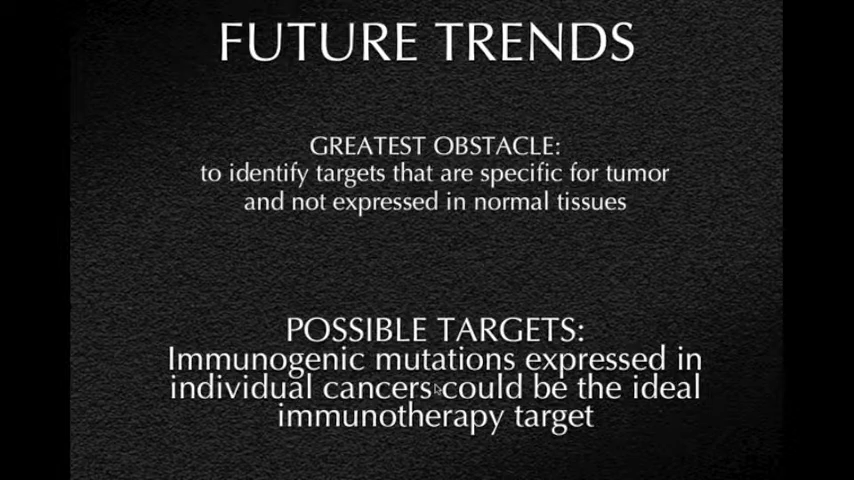 FUTURE TRENDS
GREATEST OBSTACLE:
to identify targets that are specific for tumor
and not expressed in normal tissues
POSSIBLE TARGETS:
Immunogenic mutations expressed in
individual cancers could be the ideal
immunotherapy target